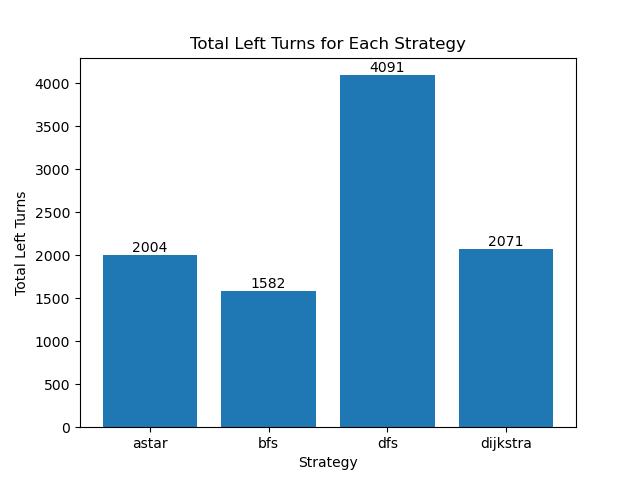 Total Left Turns for Each Strategy
Total Left Turns
4000
3500
3000
2500
2000
1500
1000
500
0
2004
1582
4091
2071
astar
bfs
dfs
dijkstra
Strategy